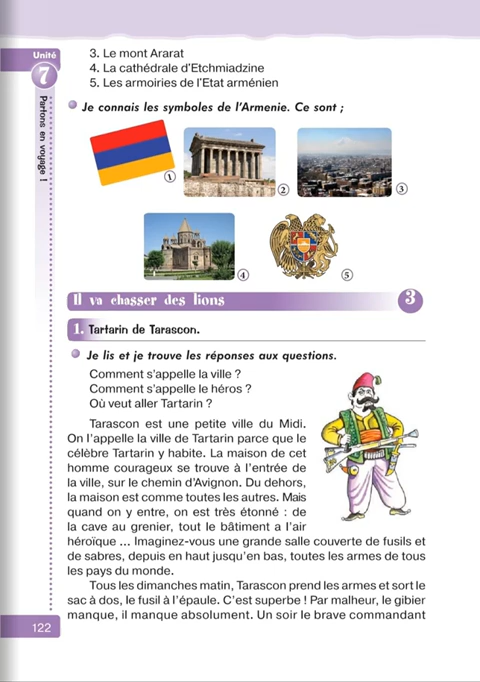 Unité
7
Partons en voyage !
3. Le mont Ararat
4. La cathédrale d'Etchmiadzine
5. Les armoiries de l'Etat arménien
Je connais les symboles de l'Armenie. Ce sont ;
1
2
3
4
5
Il va chasser des lions
3
1. Tartarin de Tarascon.
Je lis et je trouve les réponses aux questions.
Comment s'appelle la ville ?
Comment s'appelle le héros ?
Où veut aller Tartarin ?
Tarascon est une petite ville du Midi.
On l'appelle la ville de Tartarin parce que le
célèbre Tartarin y habite. La maison de cet
homme courageux se trouve à l'entrée de
la ville, sur le chemin d'Avignon. Du dehors,
la maison est comme toutes les autres. Mais
quand on y entre, on est très étonné : de
la cave au grenier, tout le bâtiment a l'air
héroïque ... Imaginez-vous une grande salle couverte de fusils et
de sabres, depuis en haut jusqu'en bas, toutes les armes de tous
les pays du monde.
Tous les dimanches matin, Tarascon prend les armes et sort le
sac à dos, le fusil à l'épaule. C'est superbe ! Par malheur, le gibier
manque, il manque absolument. Un soir le brave commandant
122